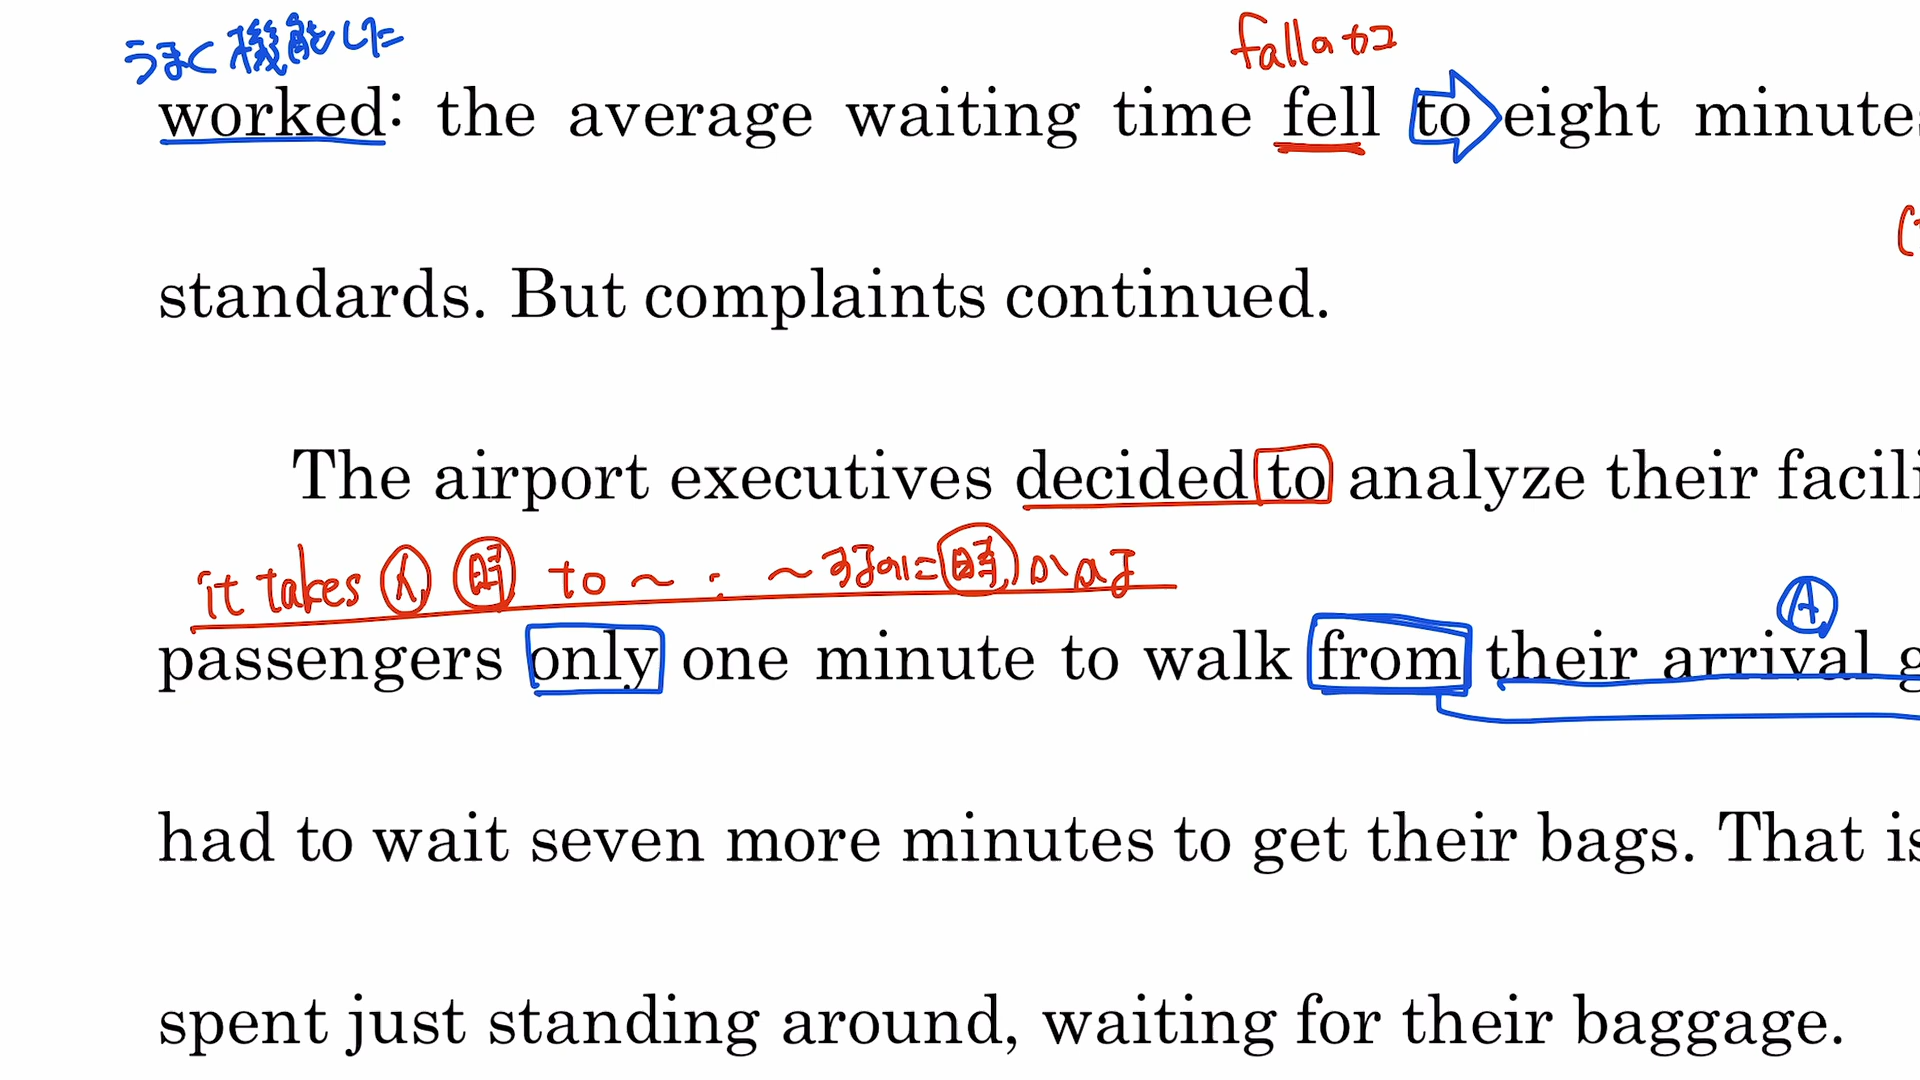 うまく機能した
fallの過去
worked: the average waiting time fell to eight minutes
standards. But complaints continued.
The airport executives decided to analyze their facili
it takes 人 時 to ~ : ~するのに時かかる
A
passengers only one minute to walk from their arrival g
had to wait seven more minutes to get their bags. That is
spent just standing around, waiting for their baggage.